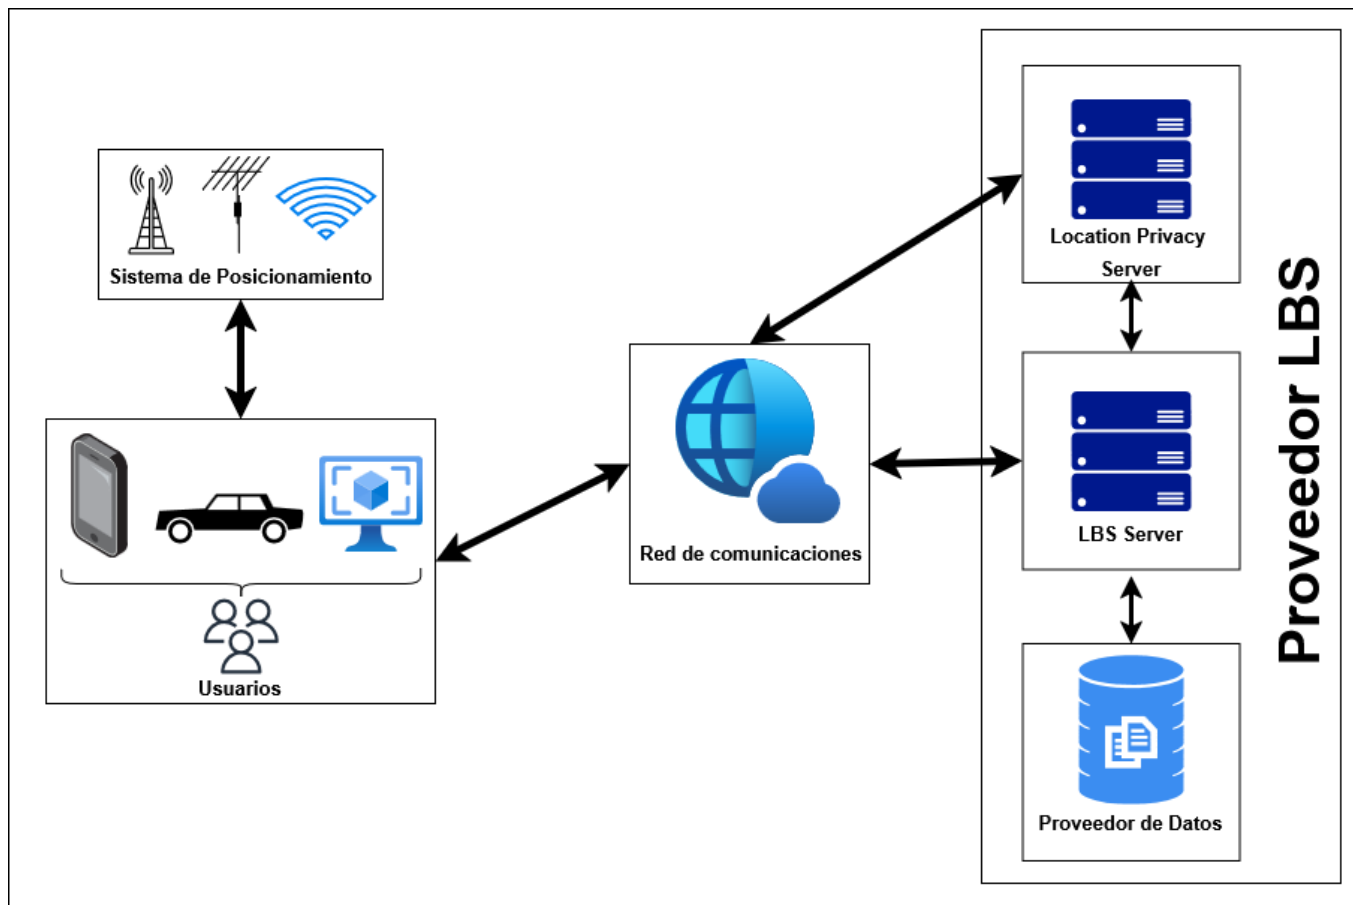 Sistema de Posicionamiento
Usuarios
Red de comunicaciones
Location Privacy
Server
LBS Server
Proveedor de Datos
Proveedor LBS